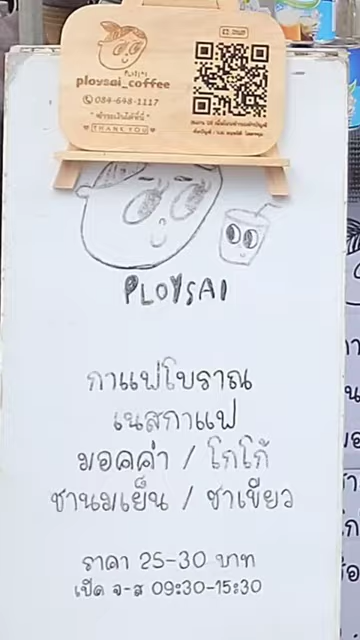 ploysai_coffee
084-648-1117
THANK YOU
PLOYSAI
กาแฟโบราณ
เนสกาแฟ
มอคค่า / โกโก้
ชานมเย็น / ชาเขียว
ราคา 25-30 บาท
เปิด จ-ส 09:30-15:30